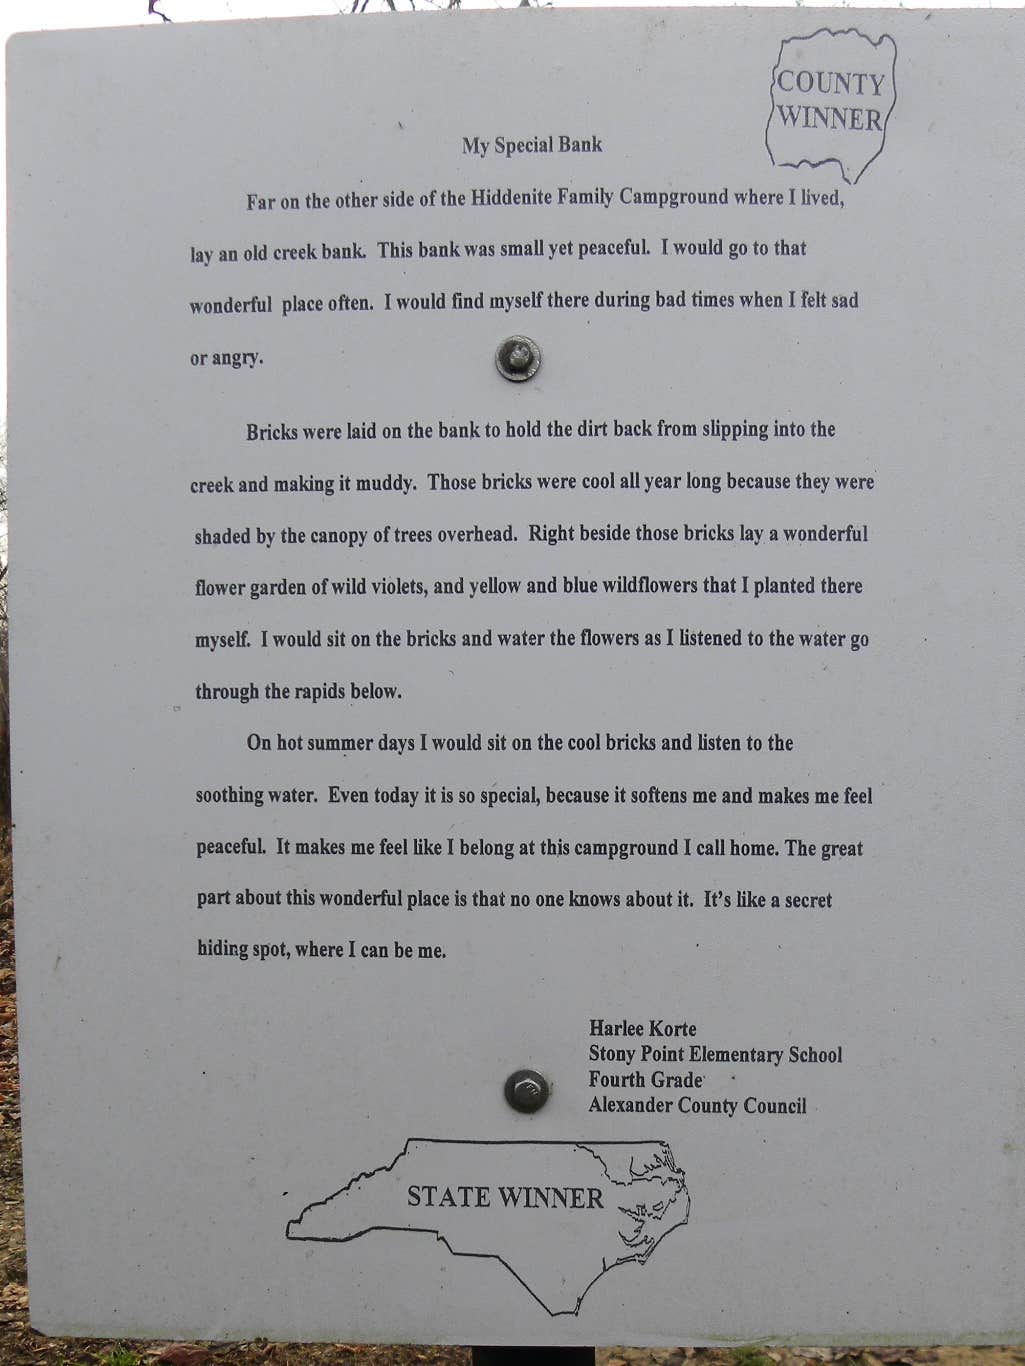 COUNTY
WINNER
My Special Bank
Far on the other side of the Hiddenite Family Campground where I lived,
lay an old creek bank. This bank was small yet peaceful. I would go to that
wonderful place often. I would find myself there during bad times when I felt sad
or angry.
Bricks were laid on the bank to hold the dirt back from slipping into the
creek and making it muddy. Those bricks were cool all year long because they were
shaded by the canopy of trees overhead. Right beside those bricks lay a wonderful
flower garden of wild violets, and yellow and blue wildflowers that I planted there
myself. I would sit on the bricks and water the flowers as I listened to the water go
through the rapids below.
On hot summer days I would sit on the cool bricks and listen to the
soothing water. Even today it is so special, because it softens me and makes me feel
peaceful. It makes me feel like I belong at this campground I call home. The great
part about this wonderful place is that no one knows about it. It's like a secret
hiding spot, where I can be me.
Harlee Korte
Stony Point Elementary School
Fourth Grade
Alexander County Council
STATE WINNER